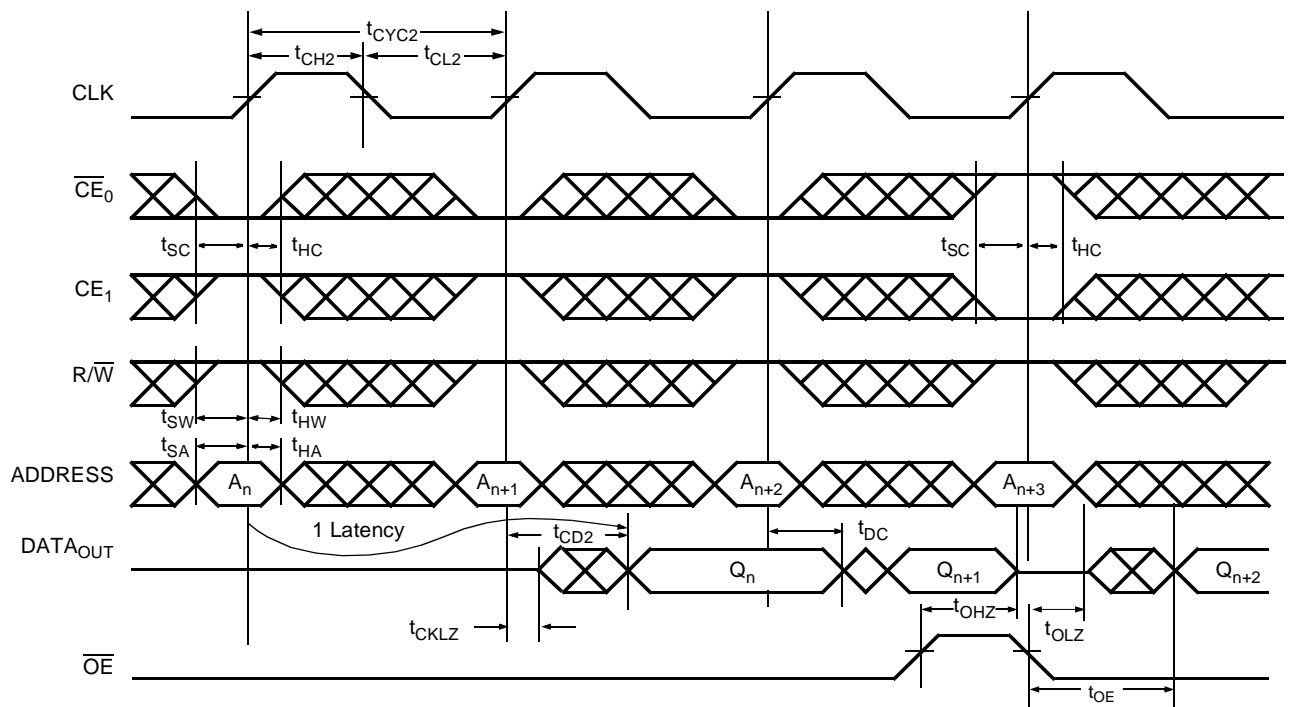 tCYC2
tCH2
tCL2
CLK
CE0
tSC
tHC
tSC
tHC
CE1
R/W
tSW
tHW
tSA
tHA
ADDRESS
An
An+1
An+2
An+3
1 Latency
tCD2
tDC
DATAOUT
Qn
Qn+1
Qn+2
tOHZ
tCKLZ
tOLZ
OE
tOE